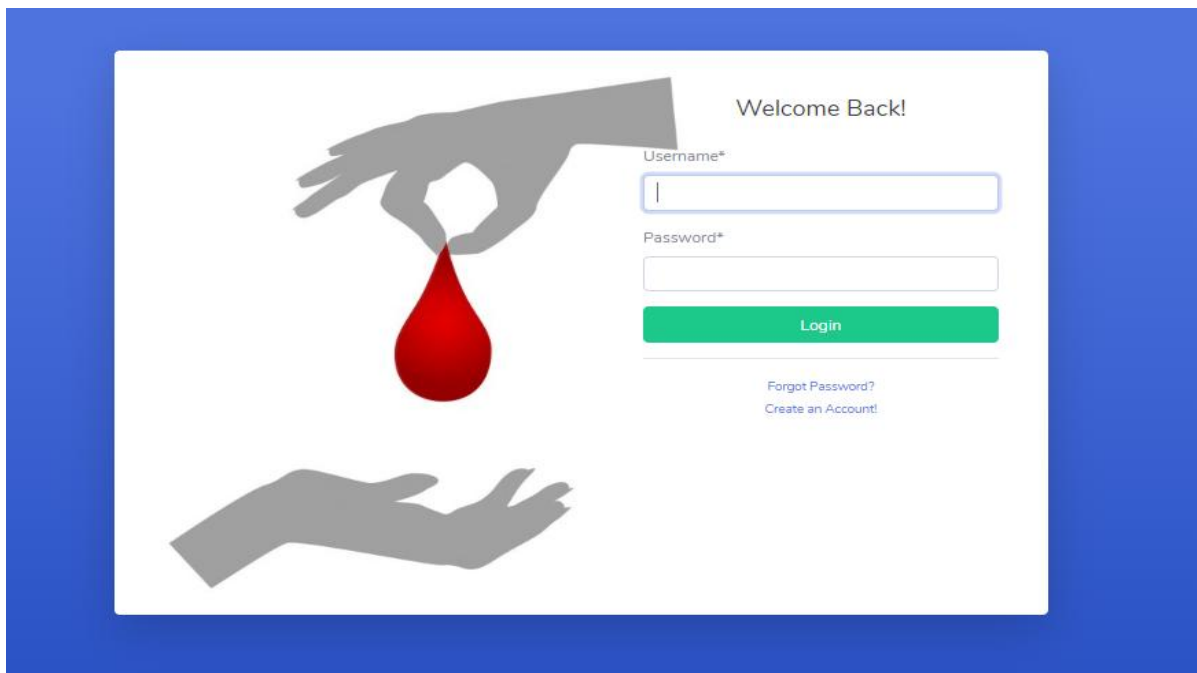 Welcome Back!
Username*
Password*
Login
Forgot Password?
Create an Account!